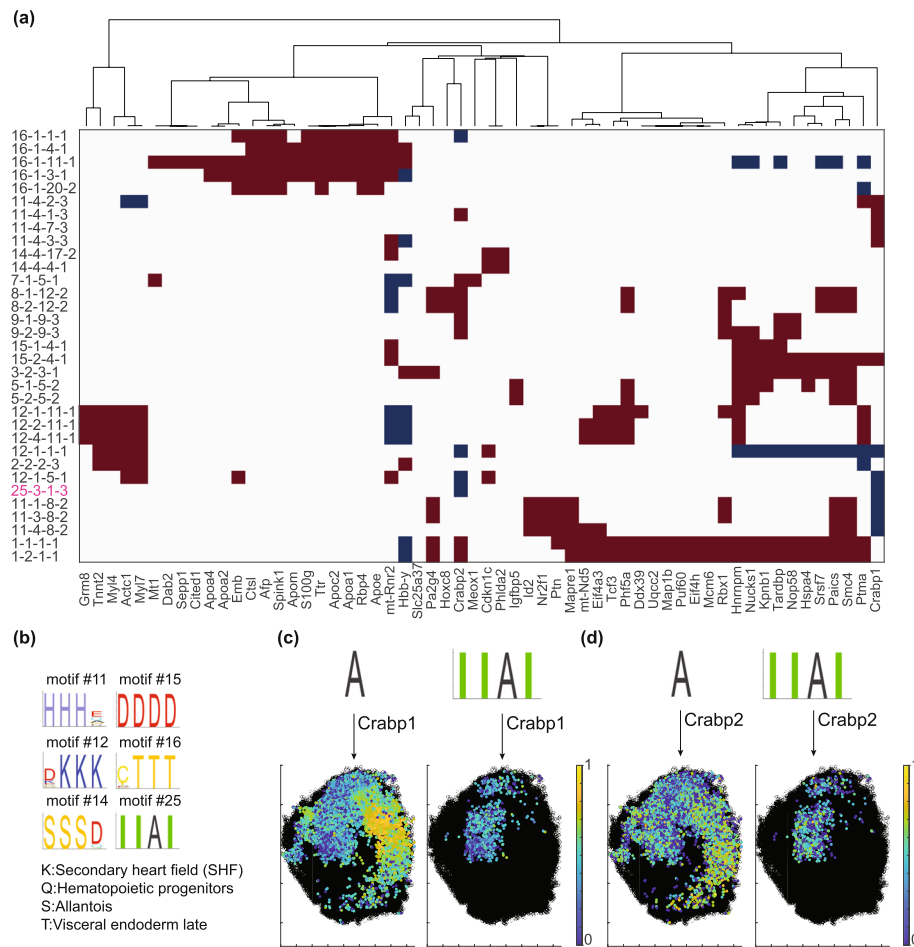 (a)
16-1-1-1
16-1-4-1
16-1-11-1
16-1-3-1
16-1-20-2
11-4-2-3
11-4-1-3
11-4-7-3
11-4-3-3
14-4-17-2
14-4-4-1
7-1-5-1
8-1-12-2
8-2-12-2
9-1-9-3
9-2-9-3
15-1-4-1
15-2-4-1
3-2-3-1
5-1-5-2
5-2-5-2
12-1-11-1
12-2-11-1
12-4-11-1
12-1-1-1
2-2-2-3
12-1-5-1
25-3-1-3
11-1-8-2
11-3-8-2
11-4-8-2
1-1-1-1
1-2-1-1
Grm8
Tnnt2
Myl4
Actc1
Myl7
Mt1
Dab2
Sepp1
Cited1
Apoa4
Apoa2
Emb
Ctsl
Afp
Spink1
Apom
S100g
Ttr
Apoc2
Apoa1
Rbp4
Apoe
mt-Rnr2
Hbb-y
Slc25a37
Pa2g4
Hoxc8
Crabp2
Meox1
Cdkn1c
Phlda2
Igfbp5
Id2
Nr2f1
Ptn
Mapre1
mt-Nd5
Eif4a3
Tcf3
Phf5a
Ddx39
Uqcc2
Map1b
Puf60
Eif4h
Mcm6
Rbx1
Hnrnpm
Nucks1
Kpnb1
Tardbp
Nop58
Hspa4
Srsf7
Paics
Smc4
Ptma
Crabp1
(b)
motif #11 motif #15
HHH DDDD
motif #12 motif #16
KKK TTT
motif #14 motif #25
SSSD IIAI
K:Secondary heart field (SHF)
Q:Hematopoietic progenitors
S:Allantois
T:Visceral endoderm late
(c)
A IIAI
Crabp1 Crabp1
1
0
(d)
A IIAI
Crabp2 Crabp2
0